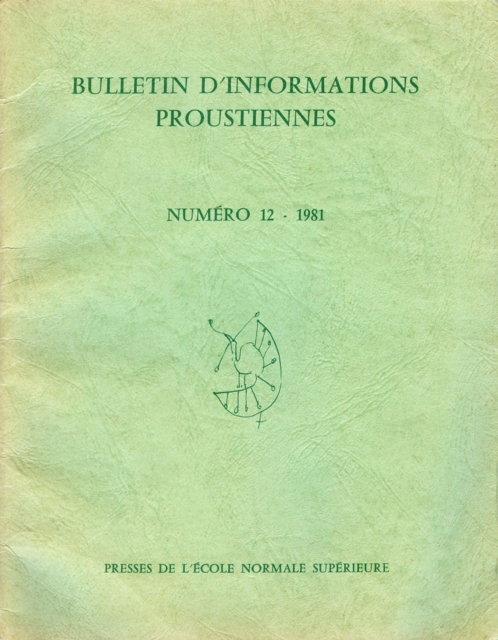 BULLETIN D'INFORMATIONS
PROUSTIENNES
NUMÉRO 12 - 1981
PRESSES DE L'ÉCOLE NORMALE SUPÉRIEURE